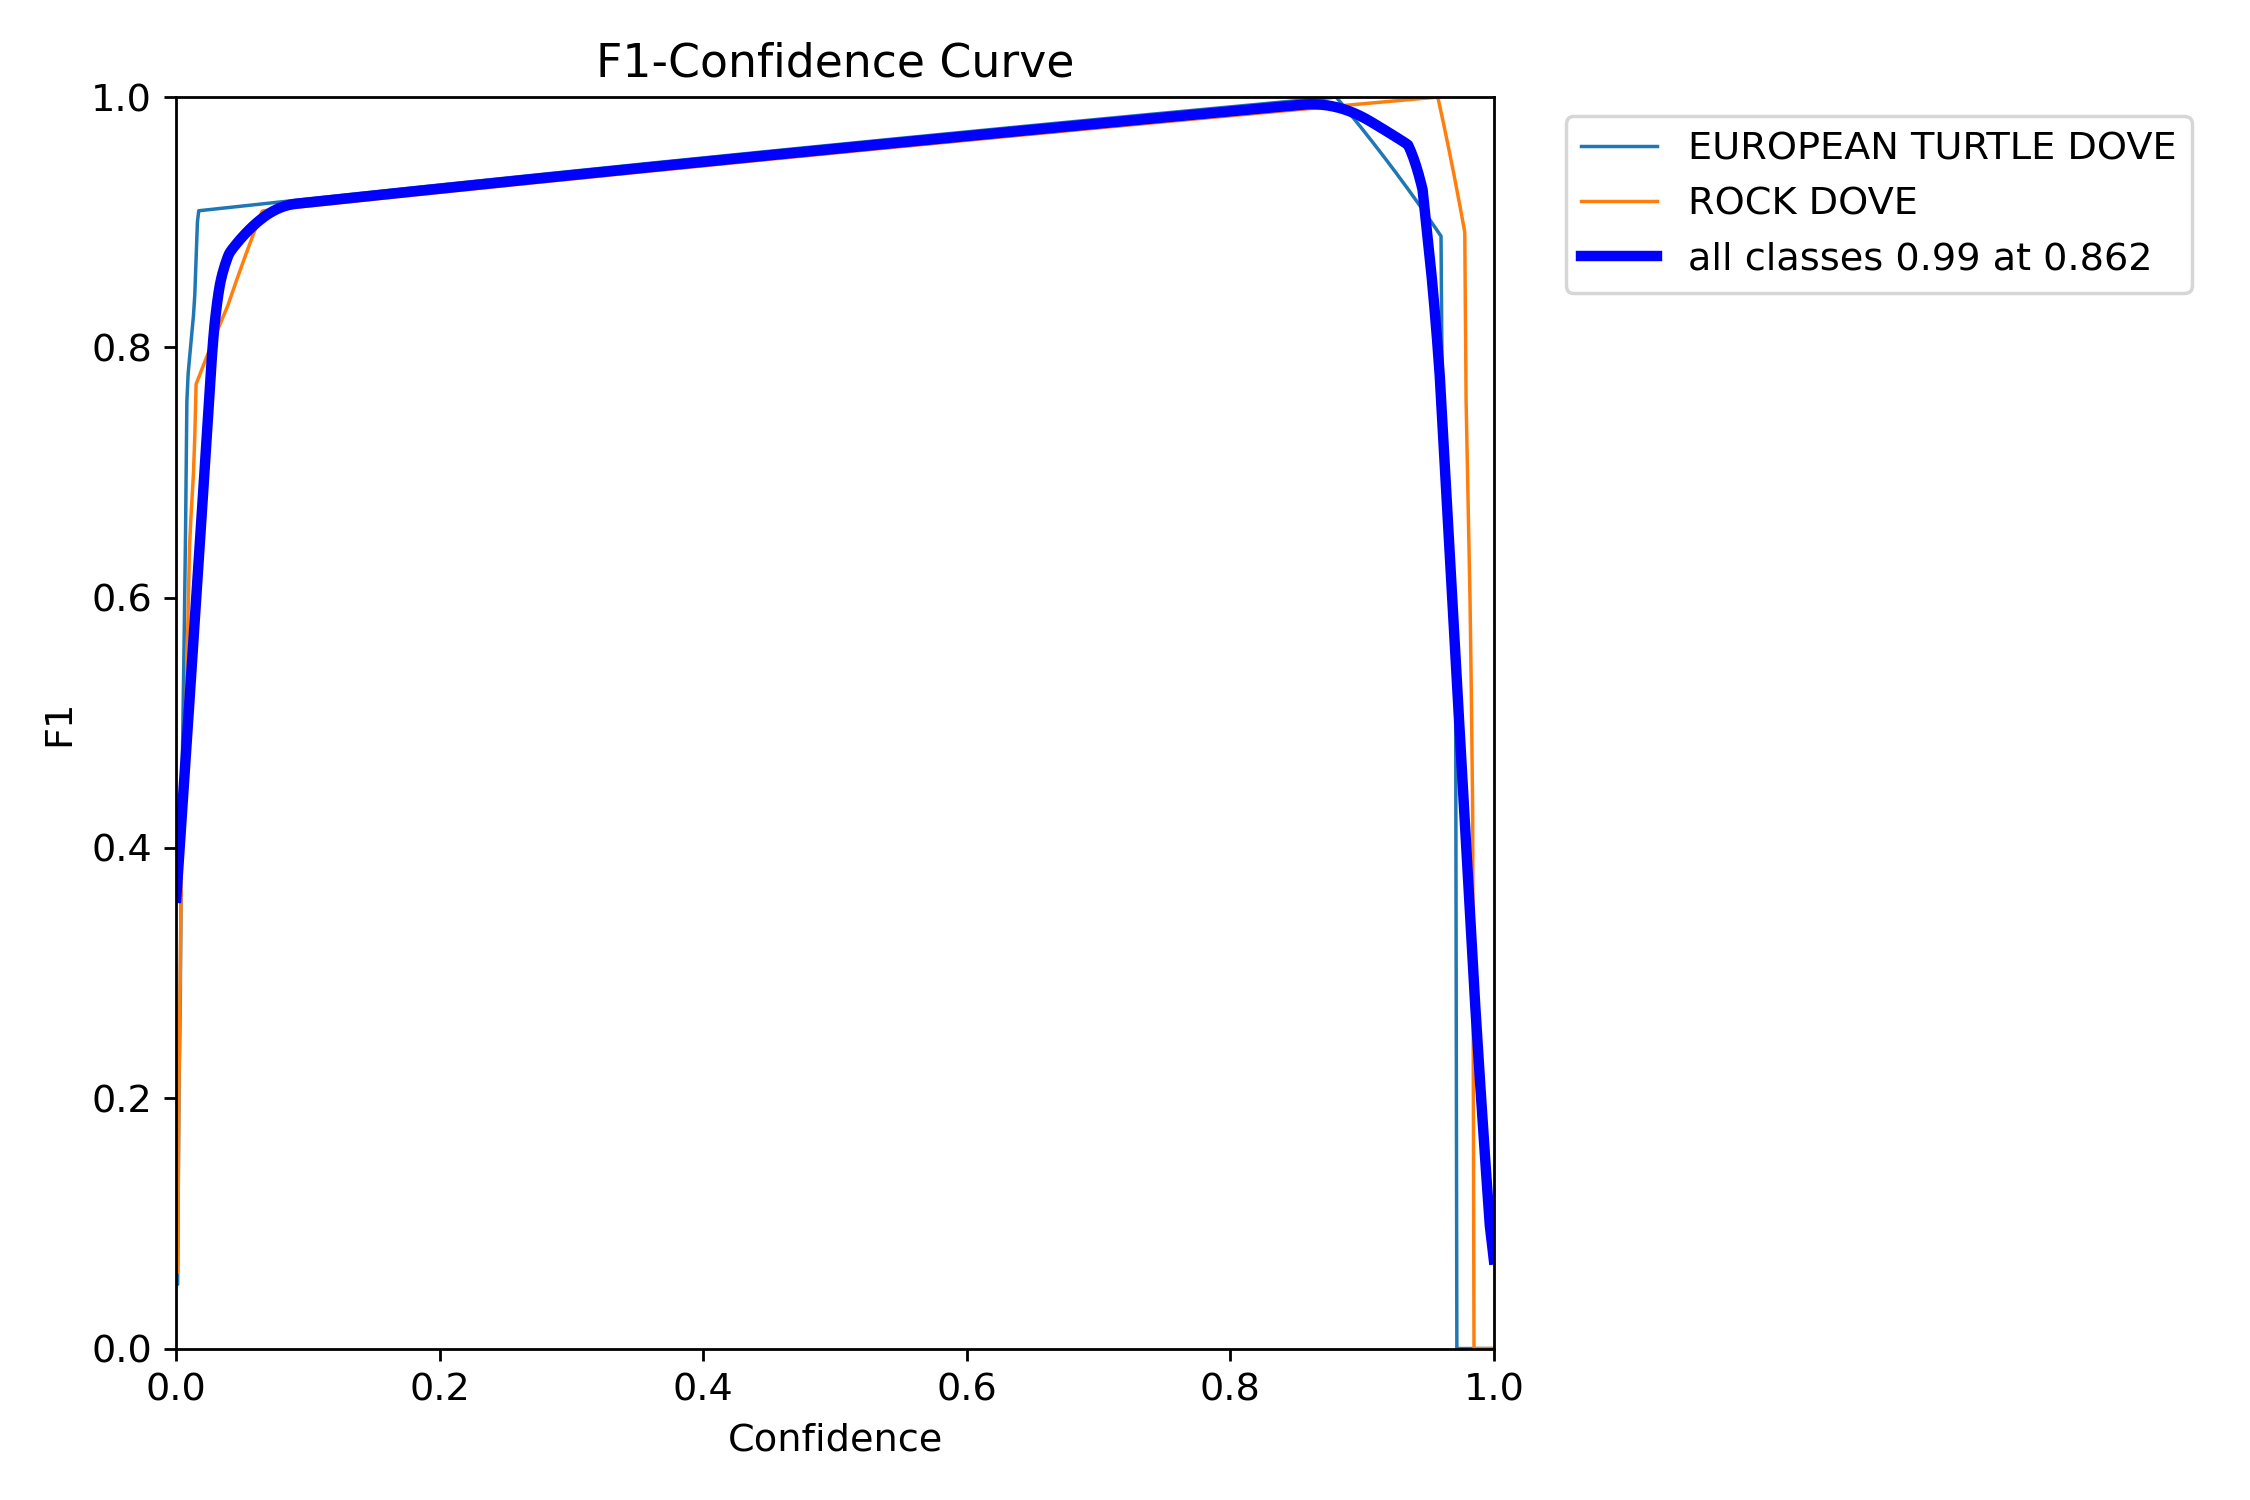 F1-Confidence Curve
1.0
0.8
0.6
0.4
0.2
0.0
F1
0.0 0.2 0.4 0.6 0.8 1.0
Confidence
EUROPEAN TURTLE DOVE
ROCK DOVE
all classes 0.99 at 0.862